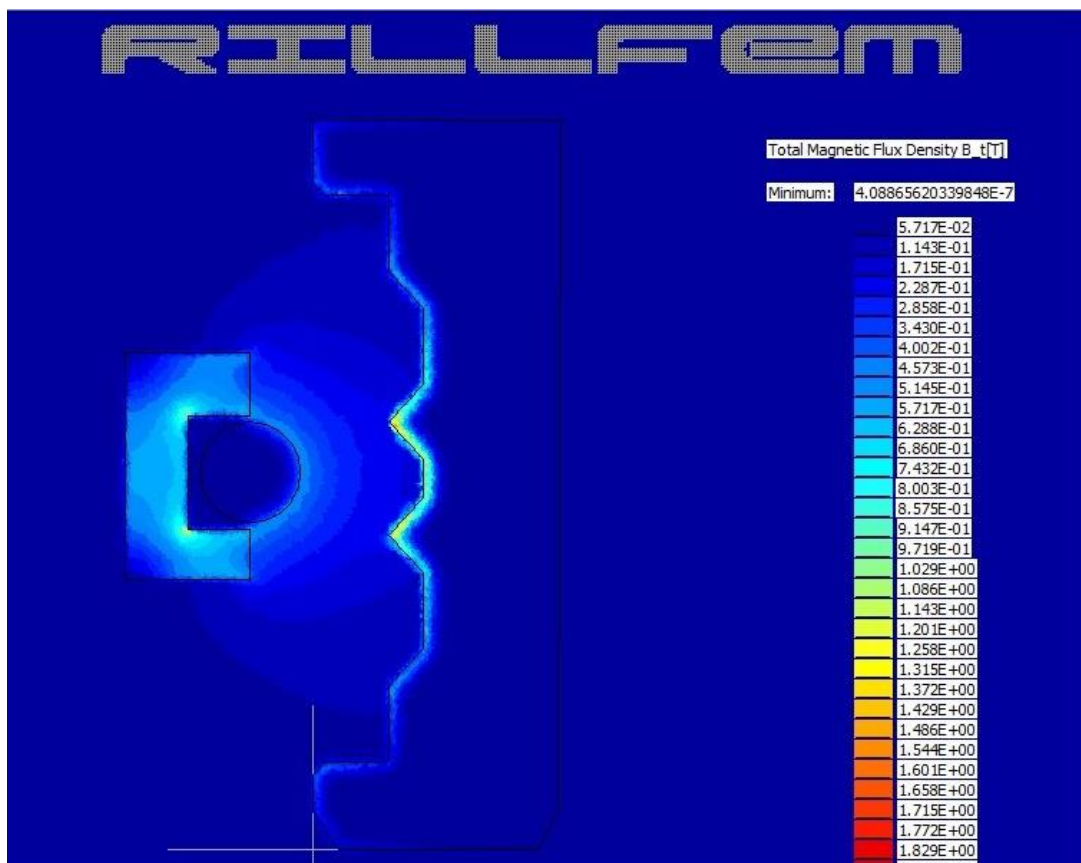 RILLFem
Total Magnetic Flux Density B_t[T]
Minimum: 4.08865620339848E-7
5.717E-02
1.143E-01
1.715E-01
2.287E-01
2.858E-01
3.430E-01
4.002E-01
4.573E-01
5.145E-01
5.717E-01
6.288E-01
6.860E-01
7.432E-01
8.003E-01
8.575E-01
9.147E-01
9.719E-01
1.029E+00
1.086E+00
1.143E+00
1.201E+00
1.258E+00
1.315E+00
1.372E+00
1.429E+00
1.486E+00
1.544E+00
1.601E+00
1.658E+00
1.715E+00
1.772E+00
1.829E+00